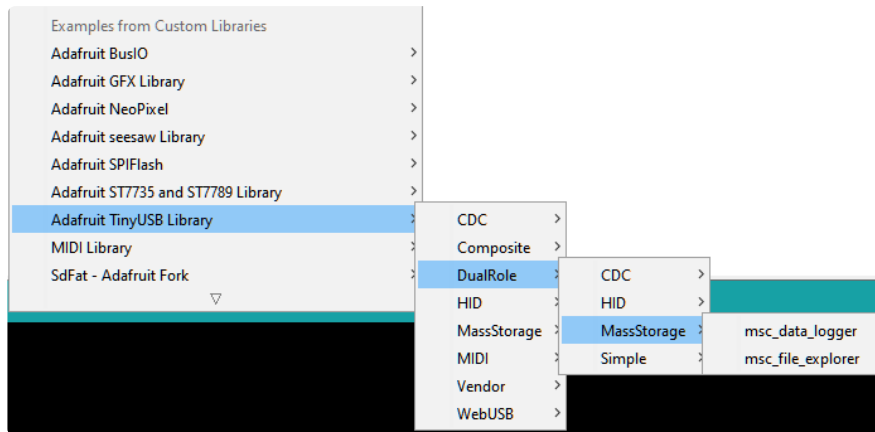 Examples from Custom Libraries
Adafruit BusIO
Adafruit GFX Library
Adafruit NeoPixel
Adafruit seesaw Library
Adafruit SPIFlash
Adafruit ST7735 and ST7789 Library
Adafruit TinyUSB Library
MIDI Library
SdFat - Adafruit Fork
CDC
Composite
DualRole
HID
MassStorage
MIDI
Vendor
WebUSB
CDC
HID
MassStorage
Simple
msc_data_logger
msc_file_explorer